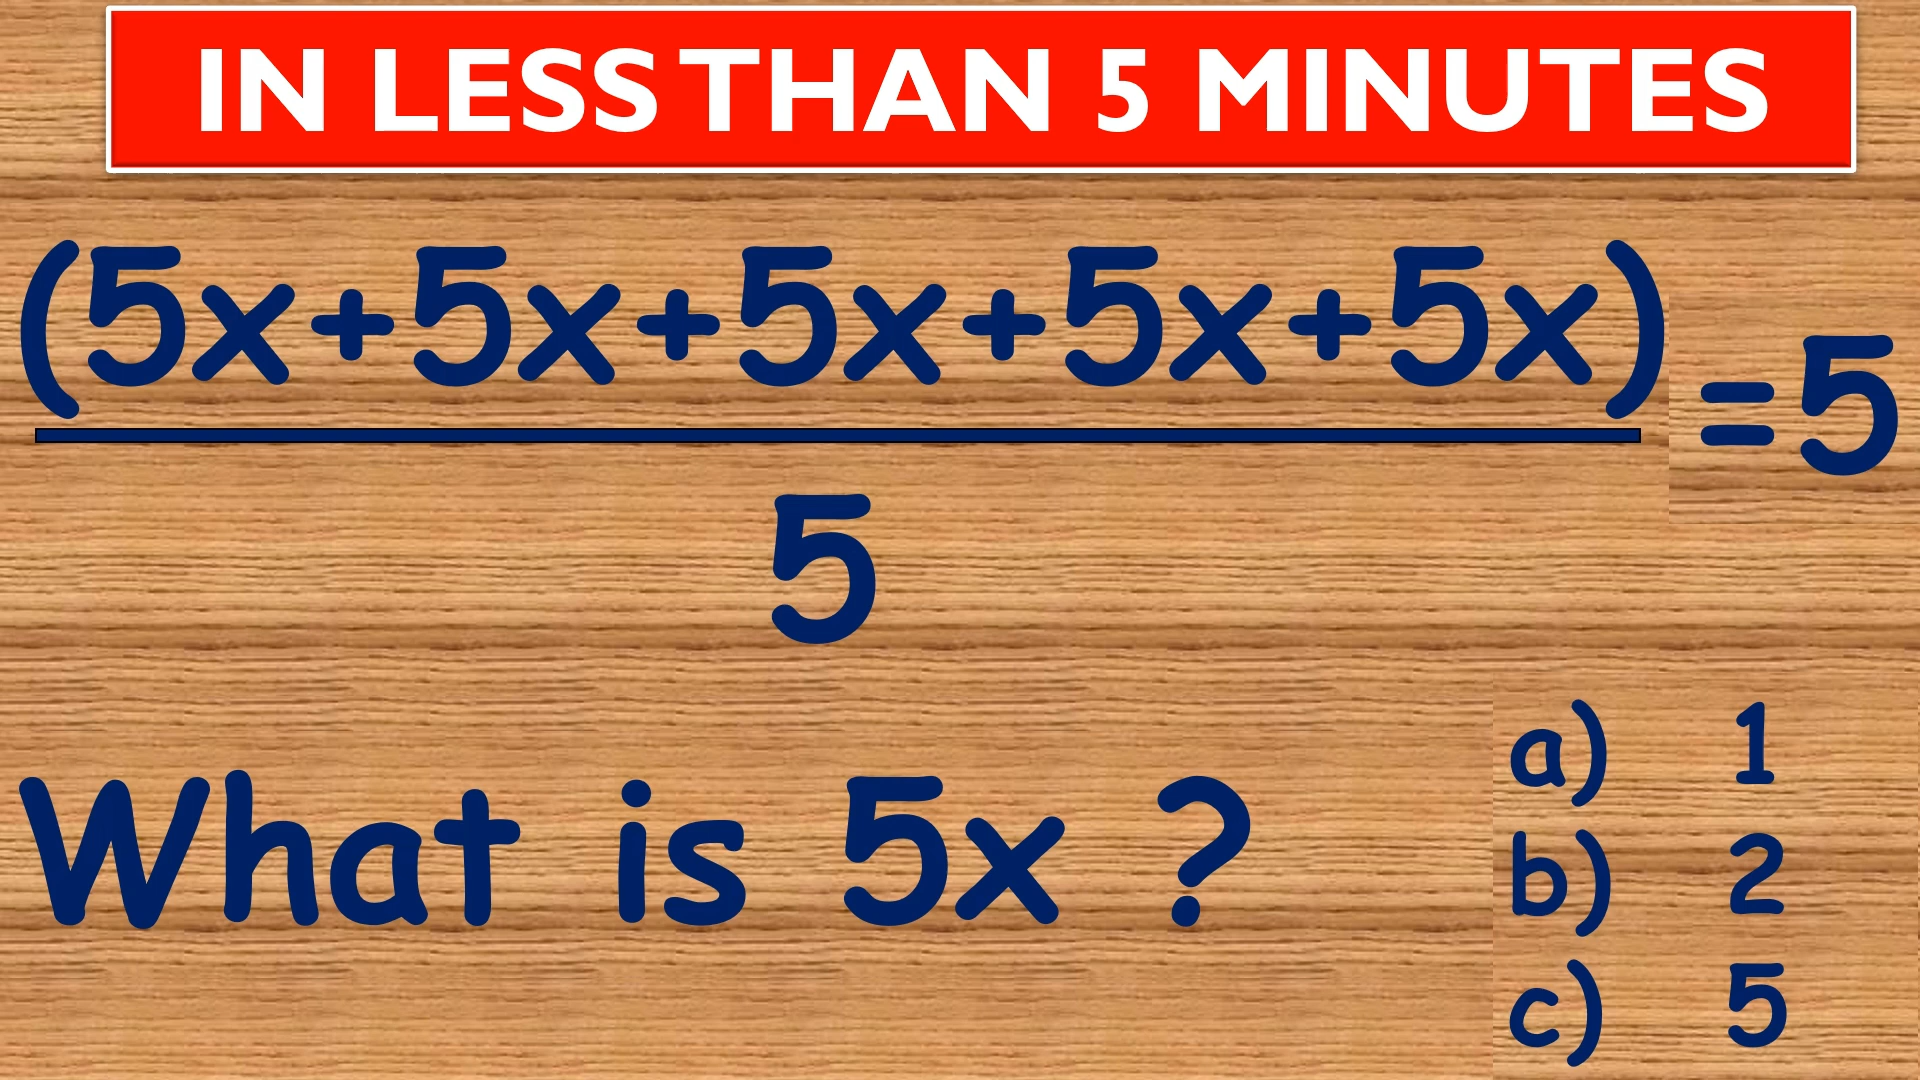 IN LESS THAN 5 MINUTES
(5x+5x+5x+5x+5x)
=5
5
What is 5x ?
a) 1
b) 2
c) 5